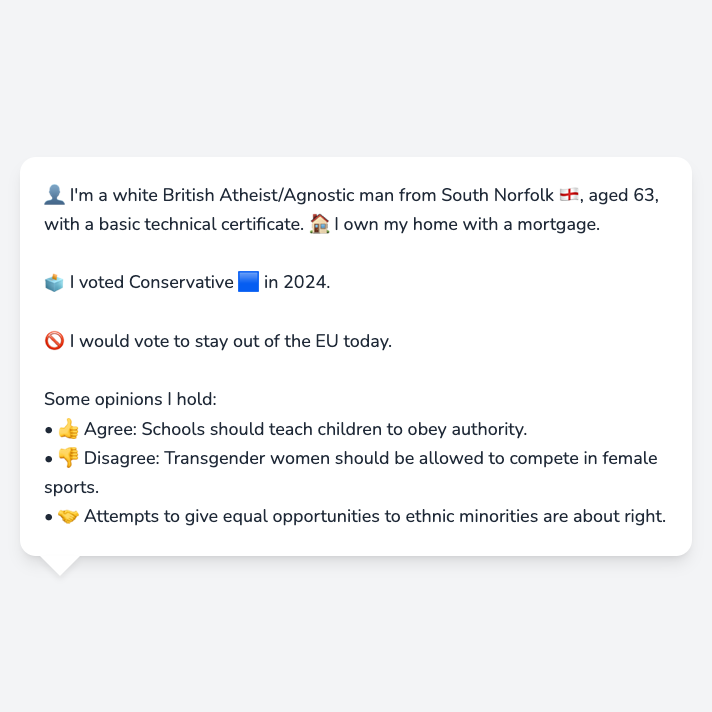 👤 I'm a white British Atheist/Agnostic man from South Norfolk 🏴󠁧󠁢󠁥󠁮󠁧󠁿, aged 63,
with a basic technical certificate. 🏠 I own my home with a mortgage.
🗳️ I voted Conservative 🟦 in 2024.
🚫 I would vote to stay out of the EU today.
Some opinions I hold:
• 👍 Agree: Schools should teach children to obey authority.
• 👎 Disagree: Transgender women should be allowed to compete in female
sports.
• 🤝 Attempts to give equal opportunities to ethnic minorities are about right.